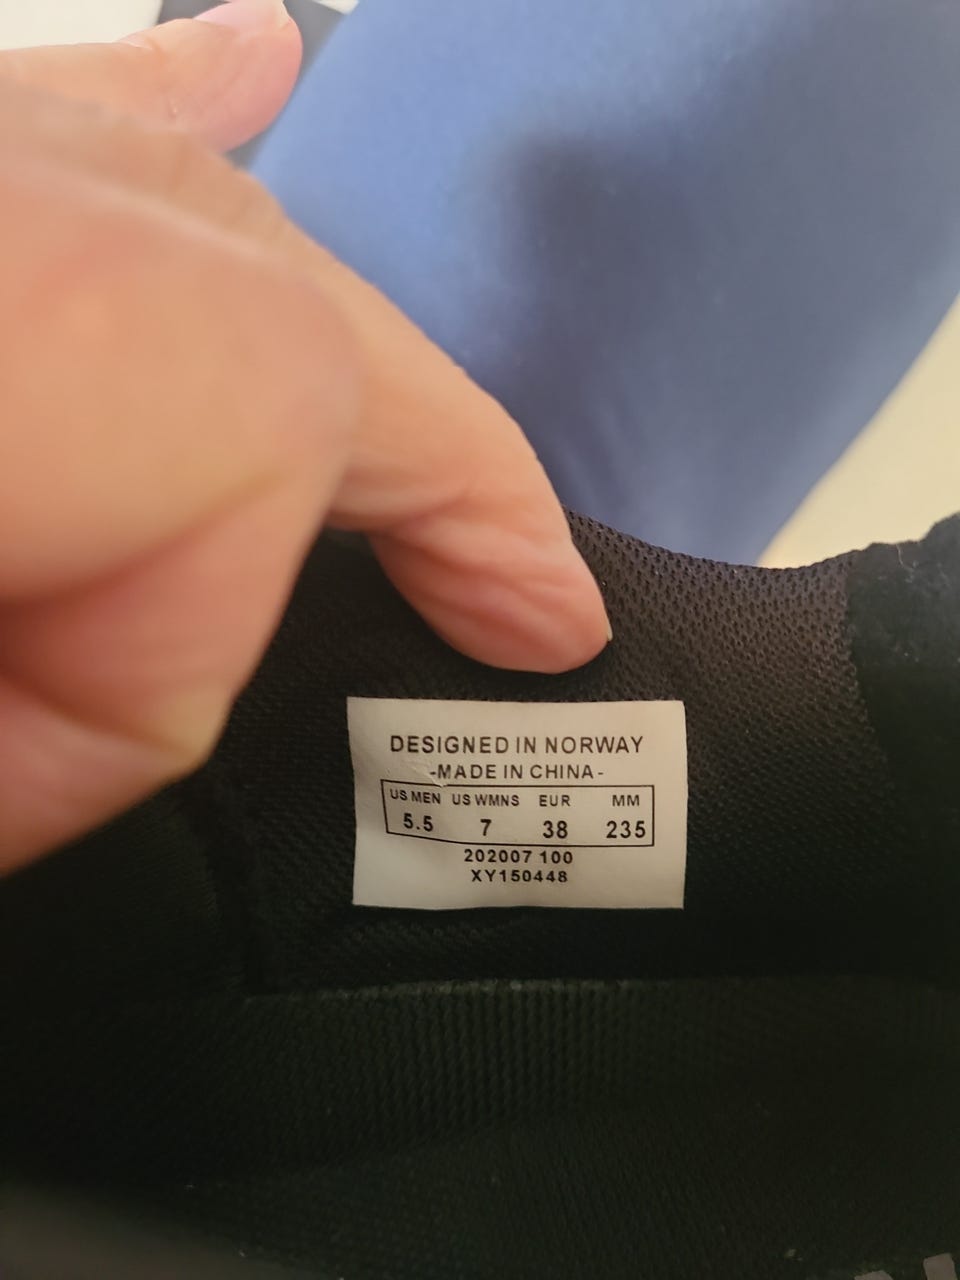 DESIGNED IN NORWAY
-MADE IN CHINA-
US MEN US WMNS EUR MM
5.5 7 38 235
202007 100
XY150448